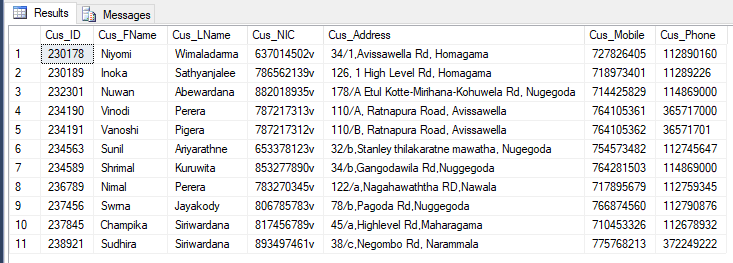 Results Messages
Cus_ID Cus_FName Cus_LName Cus_NIC Cus_Address Cus_Mobile Cus_Phone
1 230178 Niyomi Wimaladarma 637014502v 34/1,Avissawella Rd, Homagama 727826405 112890160
2 230189 Inoka Sathyanjalee 786562139v 126, 1 High Level Rd, Homagama 718973401 11289226
3 232301 Nuwan Abewardana 882018935v 178/A Etul Kotte-Mirihana-Kohuwela Rd, Nugegoda 714425829 114869000
4 234190 Vinodi Perera 787217313v 110/A, Ratnapura Road, Avissawella 764105361 365717000
5 234191 Vanoshi Pigera 787217312v 110/B, Ratnapura Road, Avissawella 764105362 36571701
6 234563 Sunil Ariyarathne 653378123v 32/b,Stanley thilakaratne mawatha, Nugegoda 754573482 112745647
7 234589 Shrimal Kuruwita 853277890v 34/b,Gangodawila Rd,Nuggegoda 764281503 114869000
8 236789 Nimal Perera 783270345v 122/a,Nagahawaththa RD,Nawala 717895679 112759345
9 237456 Swrna Jayakody 806785783v 78/b,Pagoda Rd,Nuggegoda 766874560 112790876
10 237845 Champika Siriwardana 817456789v 45/a,Highlevel Rd,Maharagama 710453326 112678932
11 238921 Sudhira Siriwardana 893497461v 38/c,Negombo Rd, Narammala 775768213 372249222